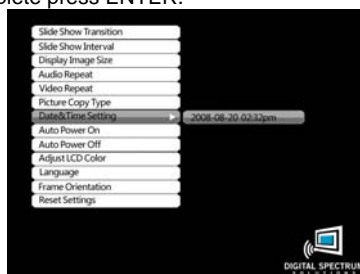 plete press ENTER.
Slide Show Transition
Slide Show Interval
Display Image Size
Audio Repeat
Video Repeat
Picture Copy Type
Date&Time Setting
2008-08-20 02:32pm
Auto Power On
Auto Power Off
Adjust LCD Color
Language
Frame Orientation
Reset Settings
DIGITAL SPECTRUM
SOLUTIONS